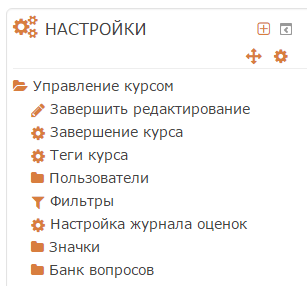 НАСТРОЙКИ
Управление курсом
Завершить редактирование
Завершение курса
Теги курса
Пользователи
Фильтры
Настройка журнала оценок
Значки
Банк вопросов